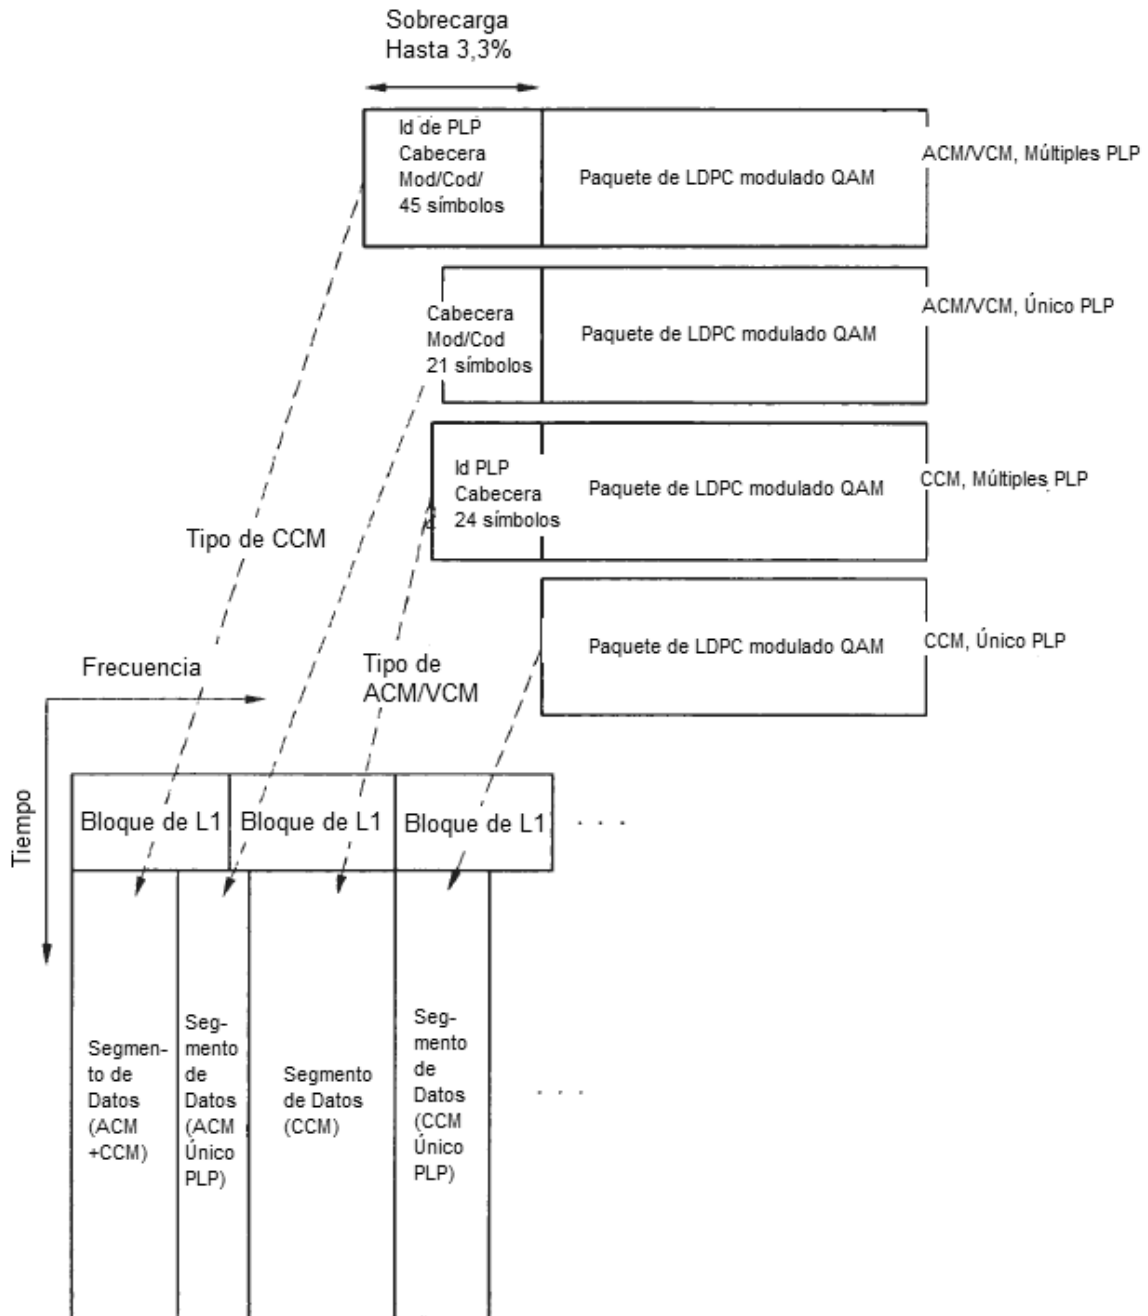 Sobrecarga
Hasta 3,3%
Id de PLP
Cabecera
Mod/Cod/
45 símbolos
Paquete de LDPC modulado QAM
ACM/VCM, Múltiples PLP
Cabecera
Mod/Cod
21 símbolos
Paquete de LDPC modulado QAM
ACM/VCM, Único PLP
Id PLP
Cabecera
24 símbolos
Paquete de LDPC modulado QAM
CCM, Múltiples PLP
Tipo de CCM
Paquete de LDPC modulado QAM
CCM, Único PLP
Tipo de
ACM/VCM
Frecuencia
Tiempo
Bloque de L1
Bloque de L1
Bloque de L1
. . .
Segmen-
to de
Datos
(ACM
+CCM)
Seg-
mento
de
Datos
(ACM
Único
PLP)
Segmento
de Datos
(CCM)
Seg-
mento
de
Datos
(CCM
Único
PLP)
. . .